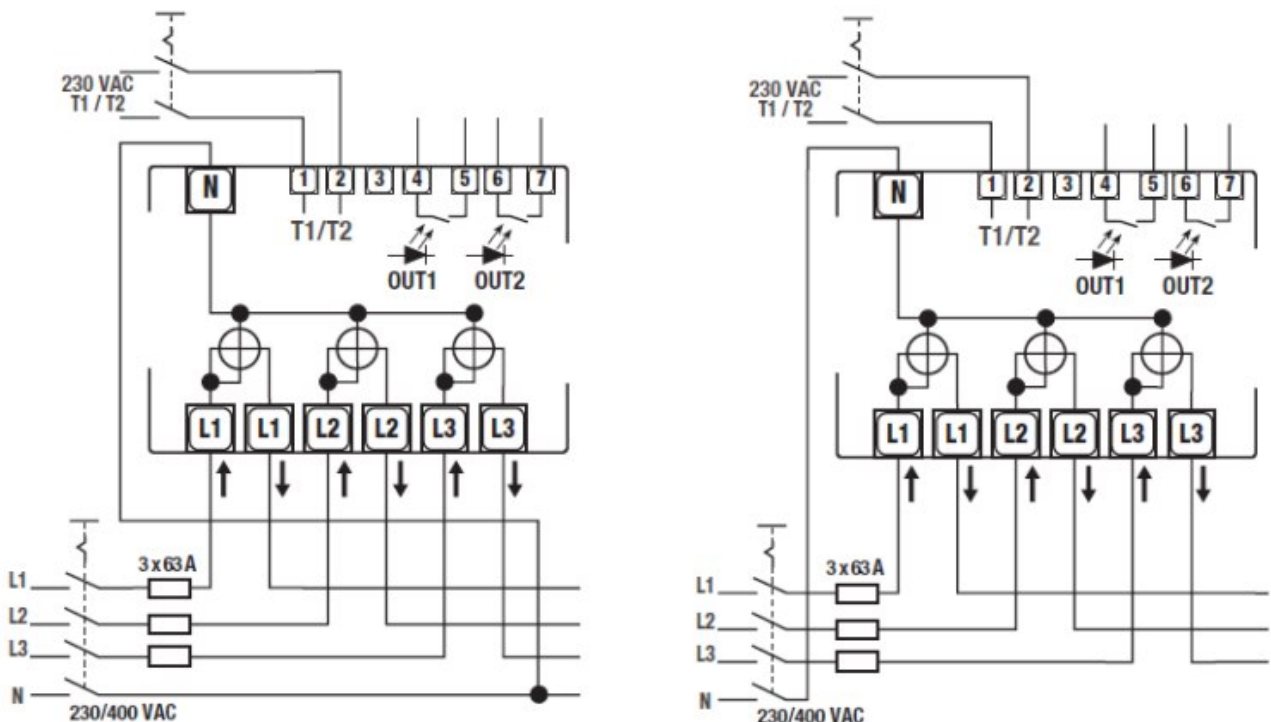 230 VAC
T1 / T2
N
1 2 3 4 5 6 7
T1/T2
OUT1 OUT2
L1 L1 L2 L2 L3 L3
3 x 63 A
L1
L2
L3
N
230/400 VAC
230 VAC
T1 / T2
N
1 2 3 4 5 6 7
T1/T2
OUT1 OUT2
L1 L1 L2 L2 L3 L3
3 x 63 A
L1
L2
L3
N
230/400 VAC